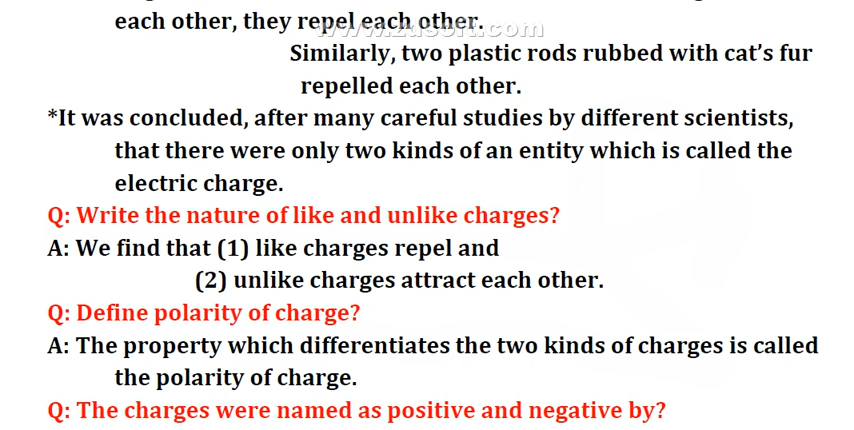 each other, they repel each other.
Similarly, two plastic rods rubbed with cat's fur
repelled each other.
*It was concluded, after many careful studies by different scientists,
that there were only two kinds of an entity which is called the
electric charge.
Q: Write the nature of like and unlike charges?
A: We find that (1) like charges repel and
(2) unlike charges attract each other.
Q: Define polarity of charge?
A: The property which differentiates the two kinds of charges is called
the polarity of charge.
Q: The charges were named as positive and negative by?